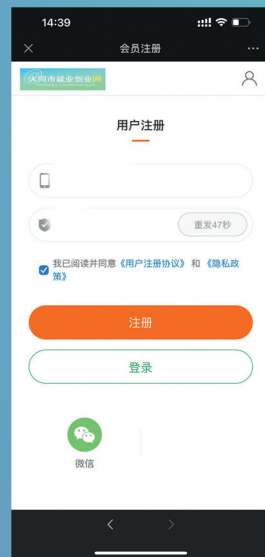 14:39
会员注册
大同市就业创业网
用户注册
重发47秒
我已阅读并同意《用户注册协议》 和 《隐私政
策》
注册
登录
微信